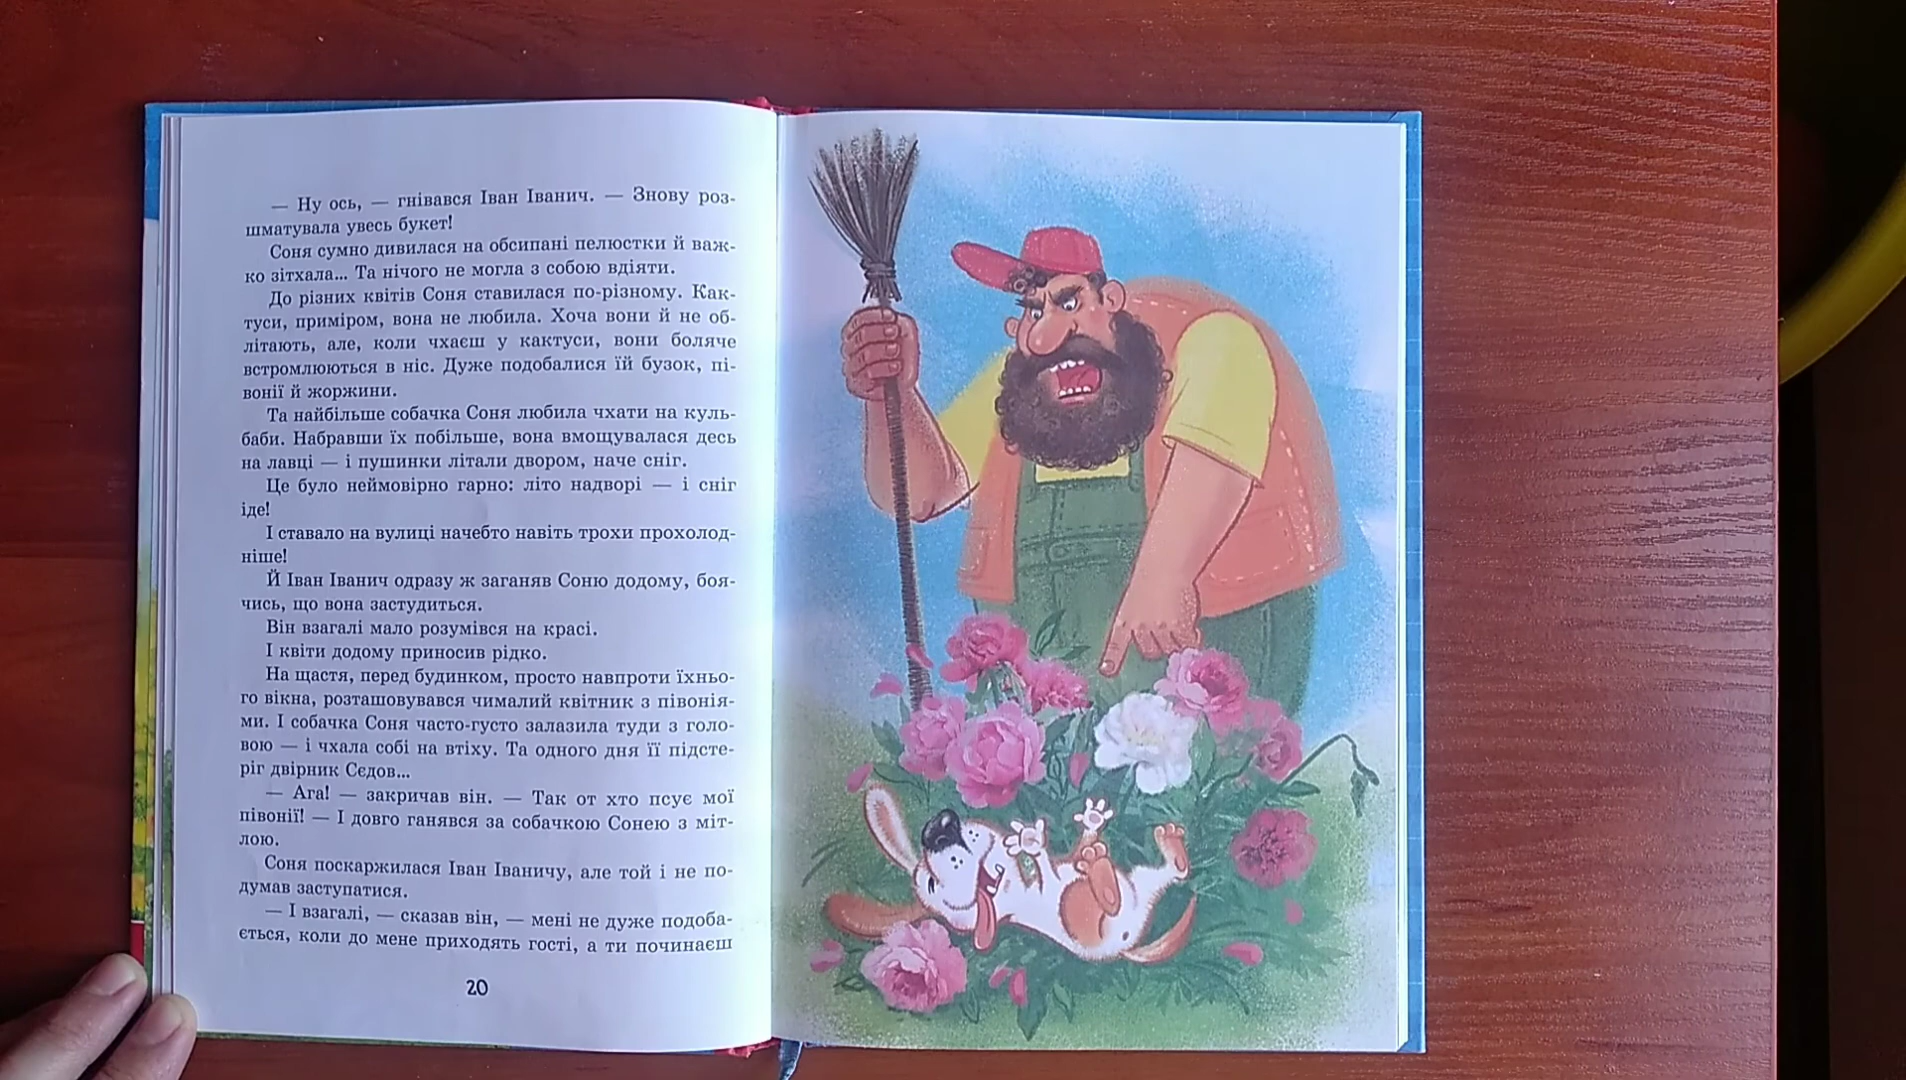 — Ну ось, — гнівався Іван Іванич. — Знову роз-
шматувала увесь букет!
Соня сумно дивилася на обсипані пелюстки й важ-
ко зітхала... Та нічого не могла з собою вдіяти.
До різних квітів Соня ставилася по-різному. Как-
туси, приміром, вона не любила. Хоча вони й не об-
літають, але, коли чхаєш у кактуси, вони боляче
встромлюються в ніс. Дуже подобалися їй бузок, пі-
вонії й жоржини.
Та найбільше собачка Соня любила чхати на куль-
баби. Набравши їх побільше, вона вмощувалася десь
на лавці — і пушинки літали двором, наче сніг.
Це було неймовірно гарно: літо надворі — і сніг
іде!
І ставало на вулиці начебто навіть трохи прохолод-
ніше!
Й Іван Іванич одразу ж заганяв Соню додому, боя-
чись, що вона застудиться.
Він взагалі мало розумівся на красі.
І квіти додому приносив рідко.
На щастя, перед будинком, просто навпроти їхньо-
го вікна, розташовувався чималий квітник з півонія-
ми. І собачка Соня часто-густо залазила туди з голо-
вою — і чхала собі на втіху. Та одного дня її підсте-
ріг двірник Сєдов...
— Ага! — закричав він. — Так от хто псує мої
півонії! — І довго ганявся за собачкою Сонею з міт-
лою.
Соня поскаржилася Іван Іваничу, але той і не по-
думав заступатися.
— І взагалі, — сказав він, — мені не дуже подоба-
ється, коли до мене приходять гості, а ти починаєш
20